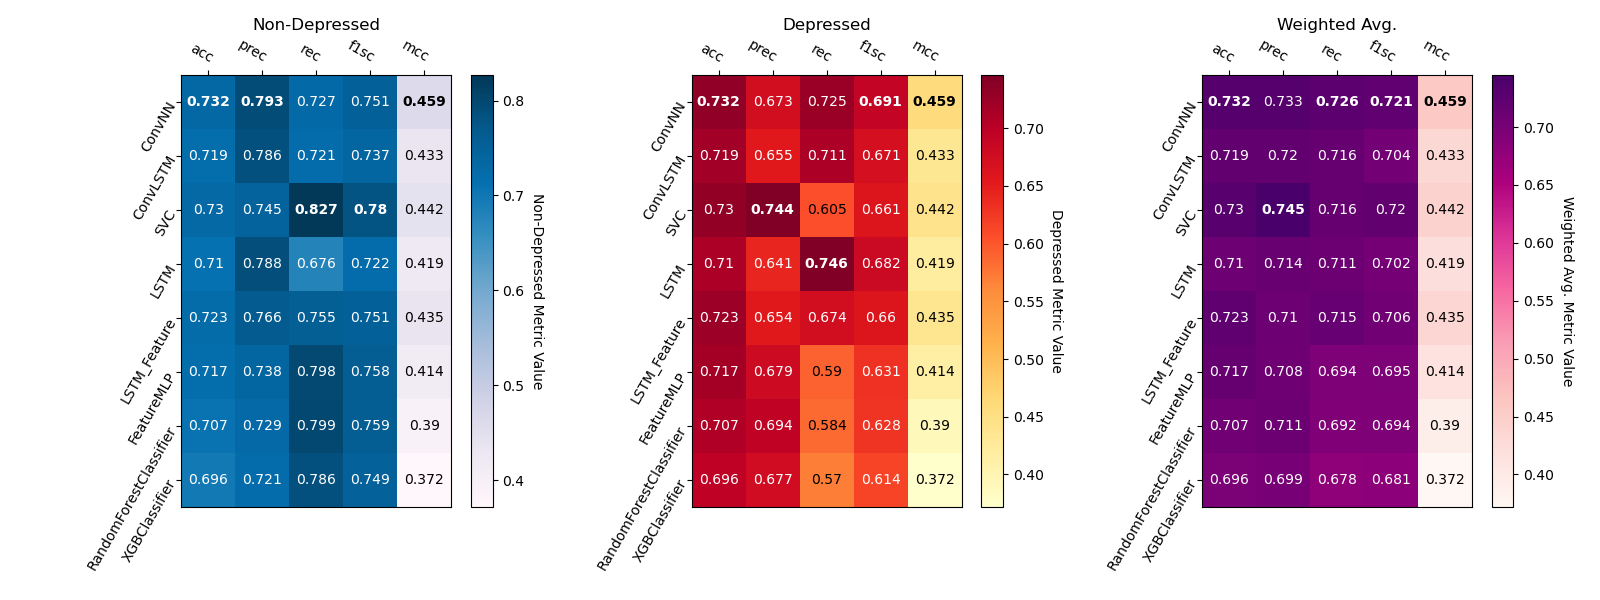 Non-Depressed
acc prec rec f1sc mcc
ConvNN 0.732 0.793 0.727 0.751 0.459
ConvLSTM 0.719 0.786 0.721 0.737 0.433
SVC 0.73 0.745 0.827 0.78 0.442
LSTM 0.71 0.788 0.676 0.722 0.419
LSTM_Feature 0.723 0.766 0.755 0.751 0.435
FeatureMLP 0.717 0.738 0.798 0.758 0.414
RandomForestClassifier 0.707 0.729 0.799 0.759 0.39
XGBClassifier 0.696 0.721 0.786 0.749 0.372
0.8
0.7
0.6
0.5
0.4
Non-Depressed Metric Value
Depressed
acc prec rec f1sc mcc
ConvNN 0.732 0.673 0.725 0.691 0.459
ConvLSTM 0.719 0.655 0.711 0.671 0.433
SVC 0.73 0.744 0.605 0.661 0.442
LSTM 0.71 0.641 0.746 0.682 0.419
LSTM_Feature 0.723 0.654 0.674 0.66 0.435
FeatureMLP 0.717 0.679 0.59 0.631 0.414
RandomForestClassifier 0.707 0.694 0.584 0.628 0.39
XGBClassifier 0.696 0.677 0.57 0.614 0.372
0.70
0.65
0.60
0.55
0.50
0.45
0.40
Depressed Metric Value
Weighted Avg.
acc prec rec f1sc mcc
ConvNN 0.732 0.733 0.726 0.721 0.459
ConvLSTM 0.719 0.72 0.716 0.704 0.433
SVC 0.73 0.745 0.716 0.72 0.442
LSTM 0.71 0.714 0.711 0.702 0.419
LSTM_Feature 0.723 0.71 0.715 0.706 0.435
FeatureMLP 0.717 0.708 0.694 0.695 0.414
RandomForestClassifier 0.707 0.711 0.692 0.694 0.39
XGBClassifier 0.696 0.699 0.678 0.681 0.372
0.70
0.65
0.60
0.55
0.50
0.45
0.40
Weighted Avg. Metric Value